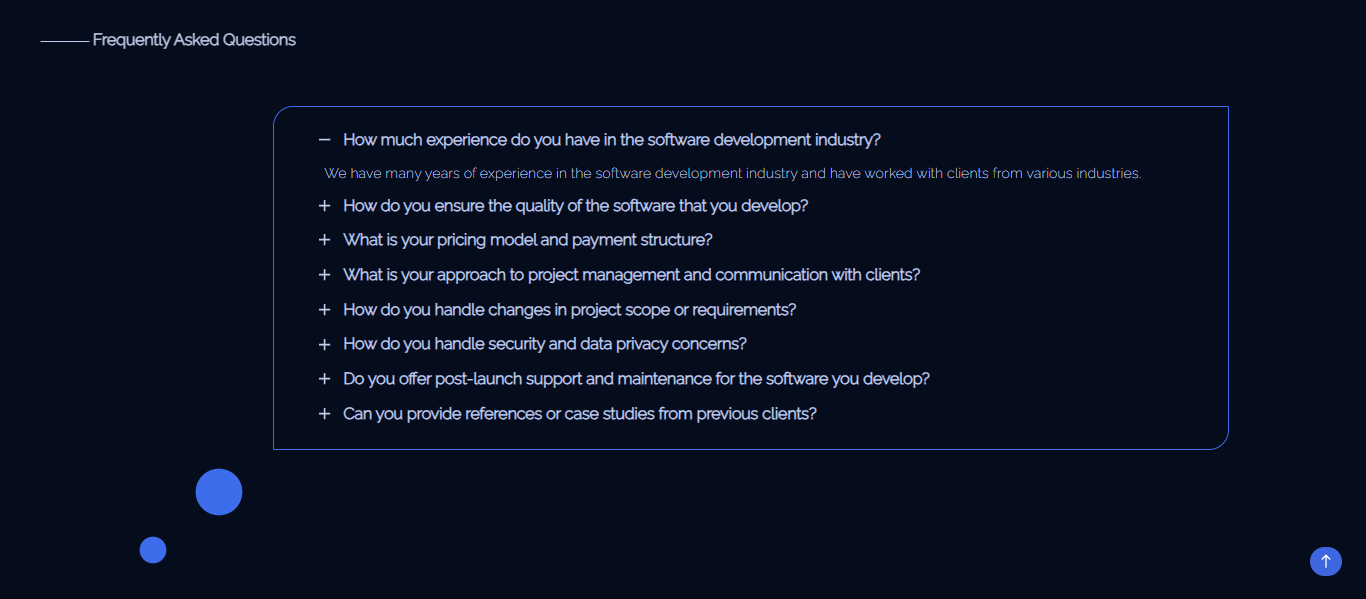 Frequently Asked Questions
How much experience do you have in the software development industry?
We have many years of experience in the software development industry and have worked with clients from various industries.
How do you ensure the quality of the software that you develop?
What is your pricing model and payment structure?
What is your approach to project management and communication with clients?
How do you handle changes in project scope or requirements?
How do you handle security and data privacy concerns?
Do you offer post-launch support and maintenance for the software you develop?
Can you provide references or case studies from previous clients?